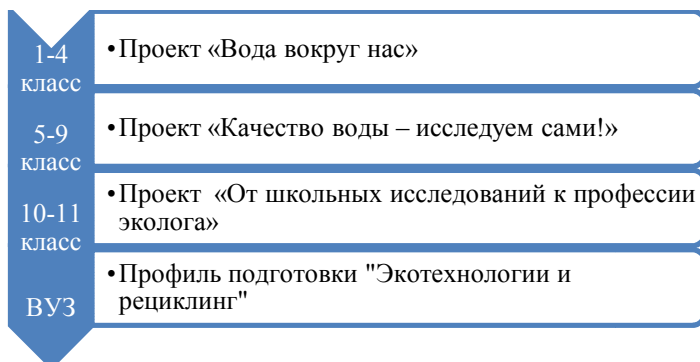 1-4
класс
•Проект «Вода вокруг нас»
5-9
класс
•Проект «Качество воды – исследуем сами!»
10-11
класс
•Проект «От школьных исследований к профессии
эколога»
ВУЗ
•Профиль подготовки "Экотехнологии и
рециклинг"